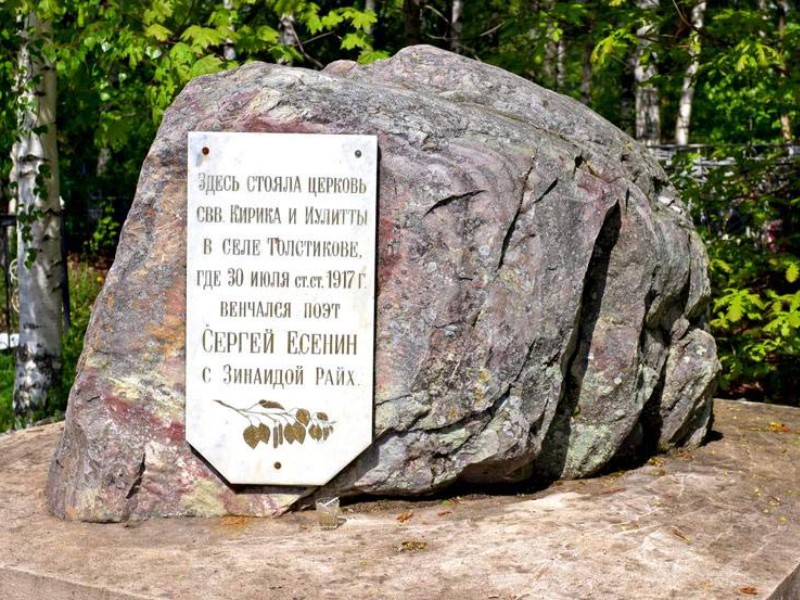 Здесь стояла церковь
свв. Кирика и Иулитты
в селе Толстикове,
где 30 июля ст.ст. 1917 г.
венчался поэт
Сергей Есенин
с Зинаидой Райх.